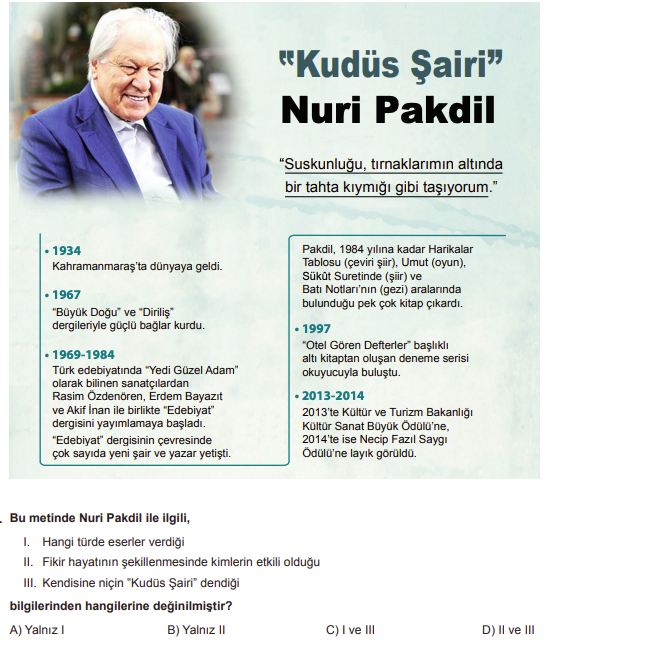 "Kudüs Şairi"
Nuri Pakdil
“Suskunluğu, tırnaklarımın altında
bir tahta kıymığı gibi taşıyorum.”
• 1934
Kahramanmaraş’ta dünyaya geldi.
• 1967
“Büyük Doğu” ve “Diriliş”
dergileriyle güçlü bağlar kurdu.
• 1969-1984
Türk edebiyatında “Yedi Güzel Adam”
olarak bilinen sanatçılardan
Rasim Özdenören, Erdem Bayazıt
ve Akif İnan ile birlikte “Edebiyat”
dergisini yayımlamaya başladı.
“Edebiyat” dergisinin çevresinde
çok sayıda yeni şair ve yazar yetişti.
Pakdil, 1984 yılına kadar Harikalar
Tablosu (çeviri şiir), Umut (oyun),
Sükût Suretinde (şiir) ve
Batı Notları’nın (gezi) aralarında
bulunduğu pek çok kitap çıkardı.
• 1997
“Otel Gören Defterler” başlıklı
altı kitaptan oluşan deneme serisi
okuyucuyla buluştu.
• 2013-2014
2013’te Kültür ve Turizm Bakanlığı
Kültür Sanat Büyük Ödülü’ne,
2014’te ise Necip Fazıl Saygı
Ödülü’ne layık görüldü.
. Bu metinde Nuri Pakdil ile ilgili,
I. Hangi türde eserler verdiği
II. Fikir hayatının şekillenmesinde kimlerin etkili olduğu
III. Kendisine niçin "Kudüs Şairi" dendiği
bilgilerinden hangilerine değinilmiştir?
A) Yalnız I B) Yalnız II C) I ve III D) II ve III